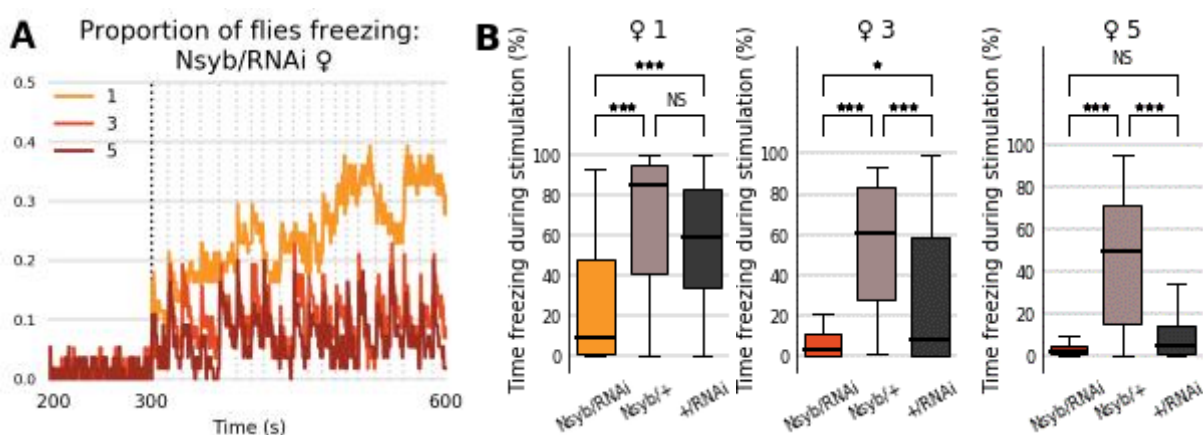 A
Proportion of flies freezing:
Nsyb/RNAi ♀
0.5
0.4
0.3
0.2
0.1
0.0
1
3
5
200
300
600
Time (s)
B
♀ 1
Time freezing during stimulation (%)
***
***
NS
100
80
60
40
20
0
Nsyb/RNAi
Nsyb/+
+/RNAi
♀ 3
Time freezing during stimulation (%)
*
***
***
100
80
60
40
20
0
Nsyb/RNAi
Nsyb/+
+/RNAi
♀ 5
Time freezing during stimulation (%)
NS
***
***
100
80
60
40
20
0
Nsyb/RNAi
Nsyb/+
+/RNAi